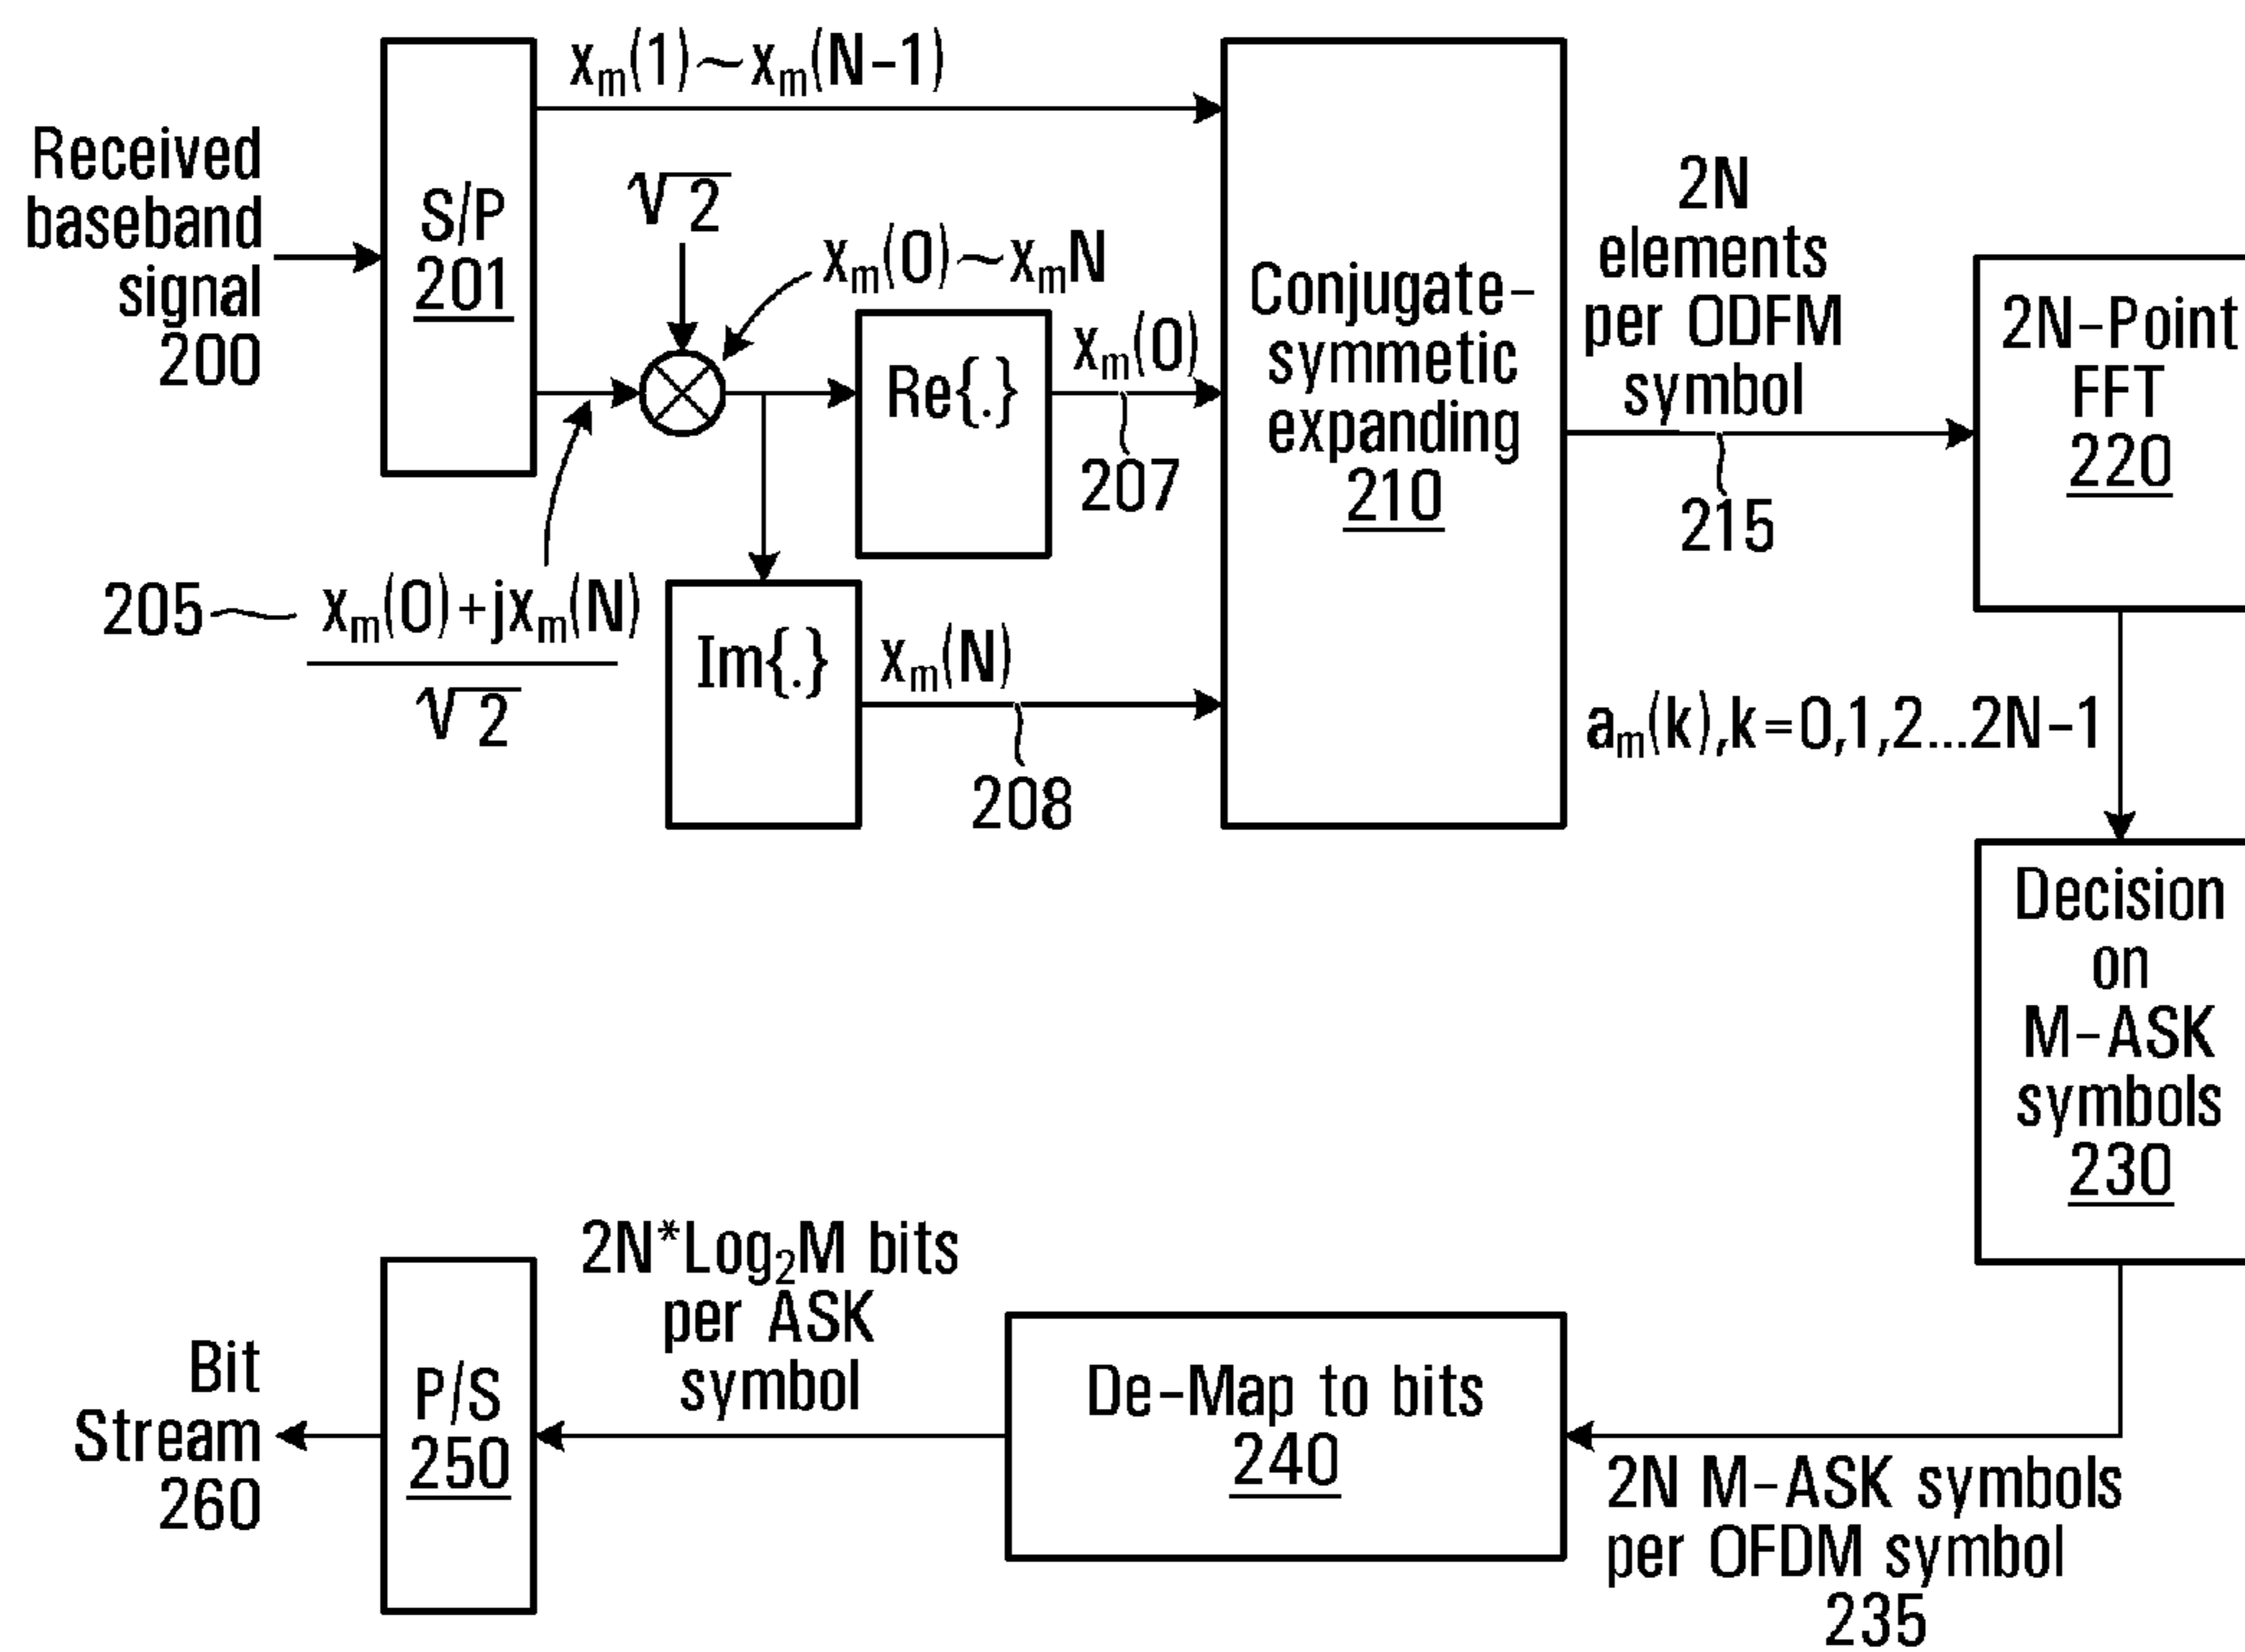 Received
baseband
signal
200
S/P
201
xₘ(1)~xₘ(N-1)
√2
xₘ(0)~xₘN
205
xₘ(0)+jxₘ(N)
√2
Re{.}
xₘ(0)
207
Im{.}
xₘ(N)
208
Conjugate-
symmetic
expanding
210
2N
elements
per ODFM
symbol
215
2N-Point
FFT
220
aₘ(k),k=0,1,2...2N-1
Decision
on
M-ASK
symbols
230
2N M-ASK symbols
per OFDM symbol
235
De-Map to bits
240
2N*Log₂M bits
per ASK
symbol
P/S
250
Bit
Stream
260